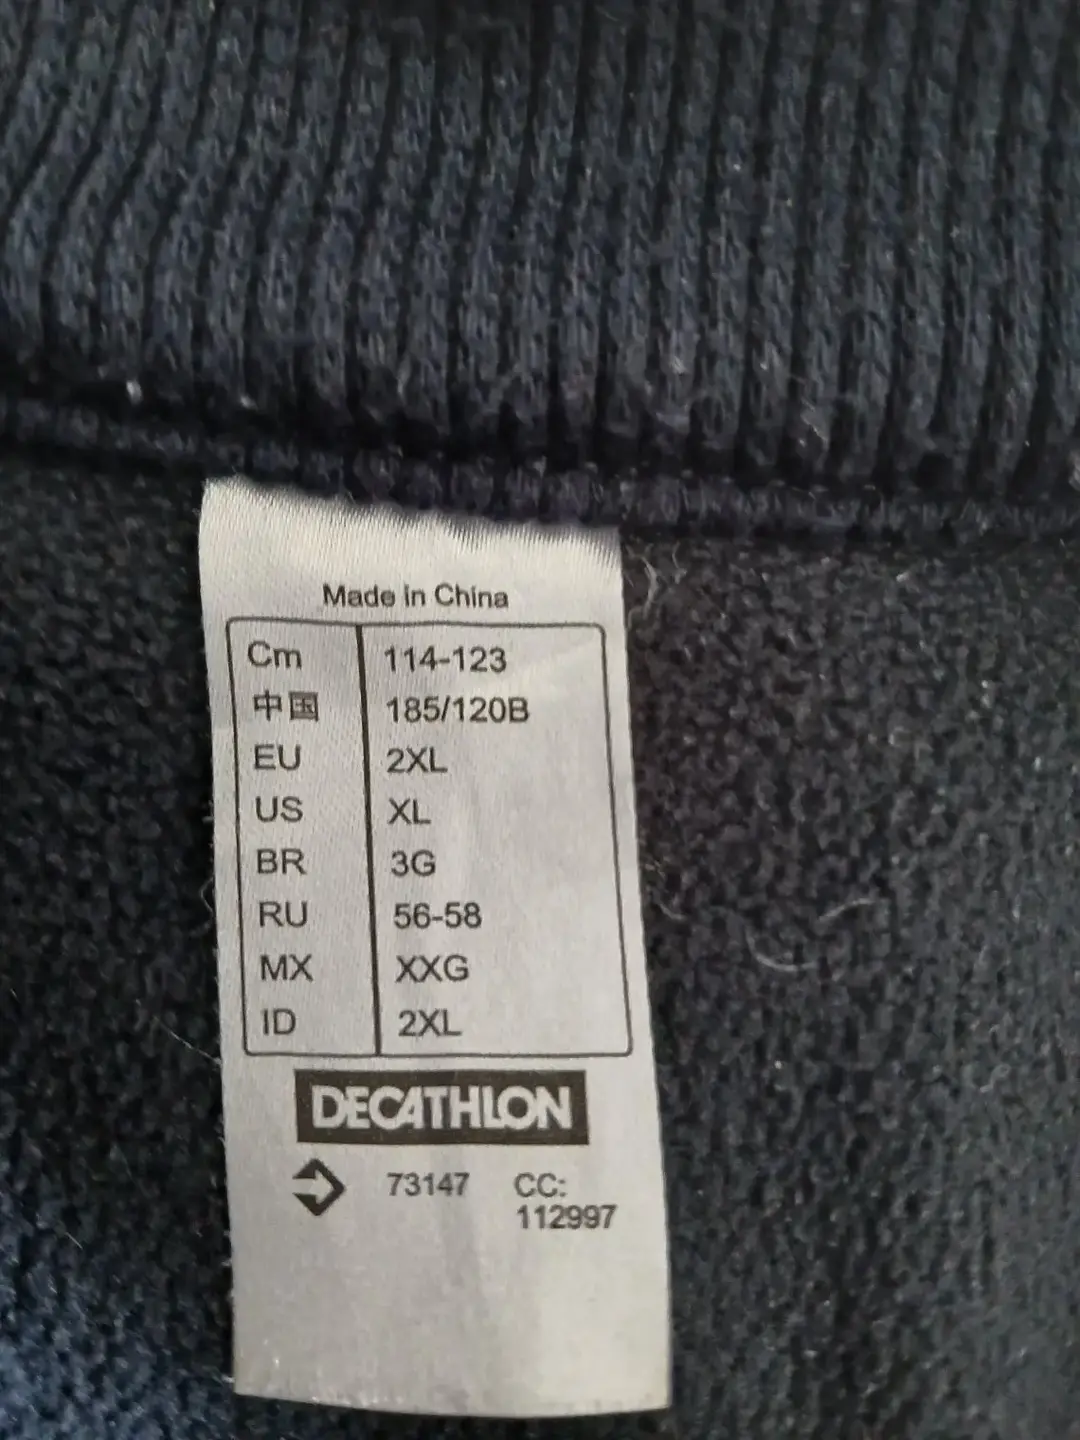 Made in China
Cm 114-123
中国 185/120B
EU 2XL
US XL
BR 3G
RU 56-58
MX XXG
ID 2XL
DECATHLON
73147 CC:
112997